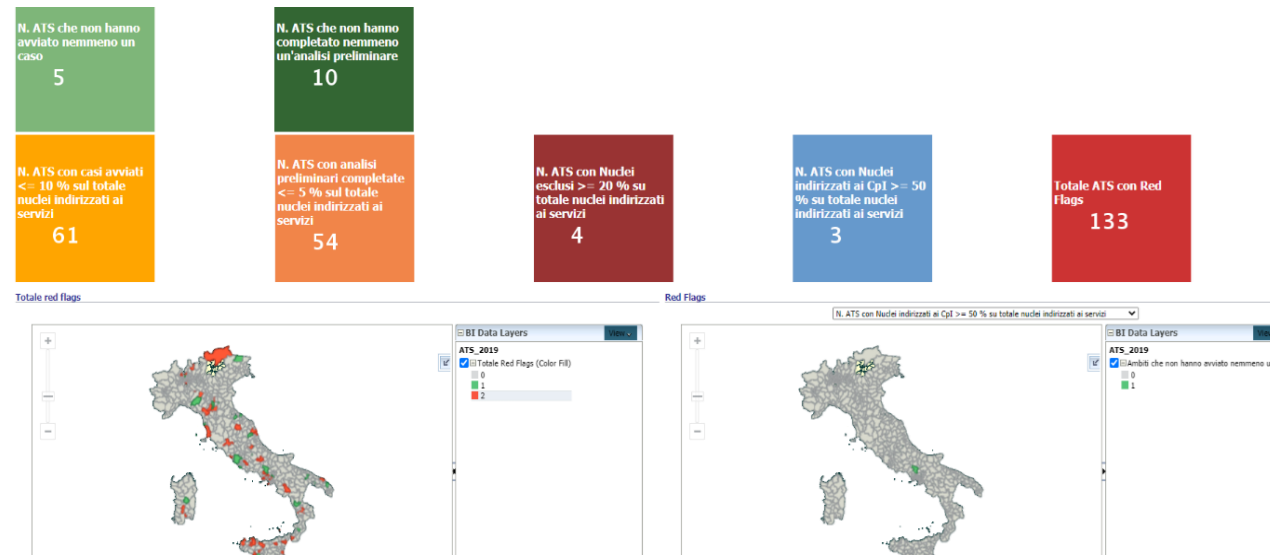 N. ATS che non hanno
avviato nemmeno un
caso
5
N. ATS che non hanno
completato nemmeno
un'analisi preliminare
10
N. ATS con casi avviati
<= 10 % sul totale
nuclei indirizzati ai
servizi
61
N. ATS con analisi
preliminari completate
<= 5 % sul totale
nuclei indirizzati ai
servizi
54
N. ATS con Nuclei
esclusi >= 20 % su
totale nuclei indirizzati
ai servizi
4
N. ATS con Nuclei
indirizzati ai CpI >= 50
% su totale nuclei
indirizzati ai servizi
3
Totale ATS con Red
Flags
133
Totale red flags
BI Data Layers
View
ATS_2019
Totale Red Flags (Color Fill)
0
1
2
Red Flags
N. ATS con Nuclei indirizzati ai CpI >= 50 % su totale nuclei indirizzati ai servizi
BI Data Layers
ATS_2019
Ambiti che non hanno avviato nemmeno u
0
1